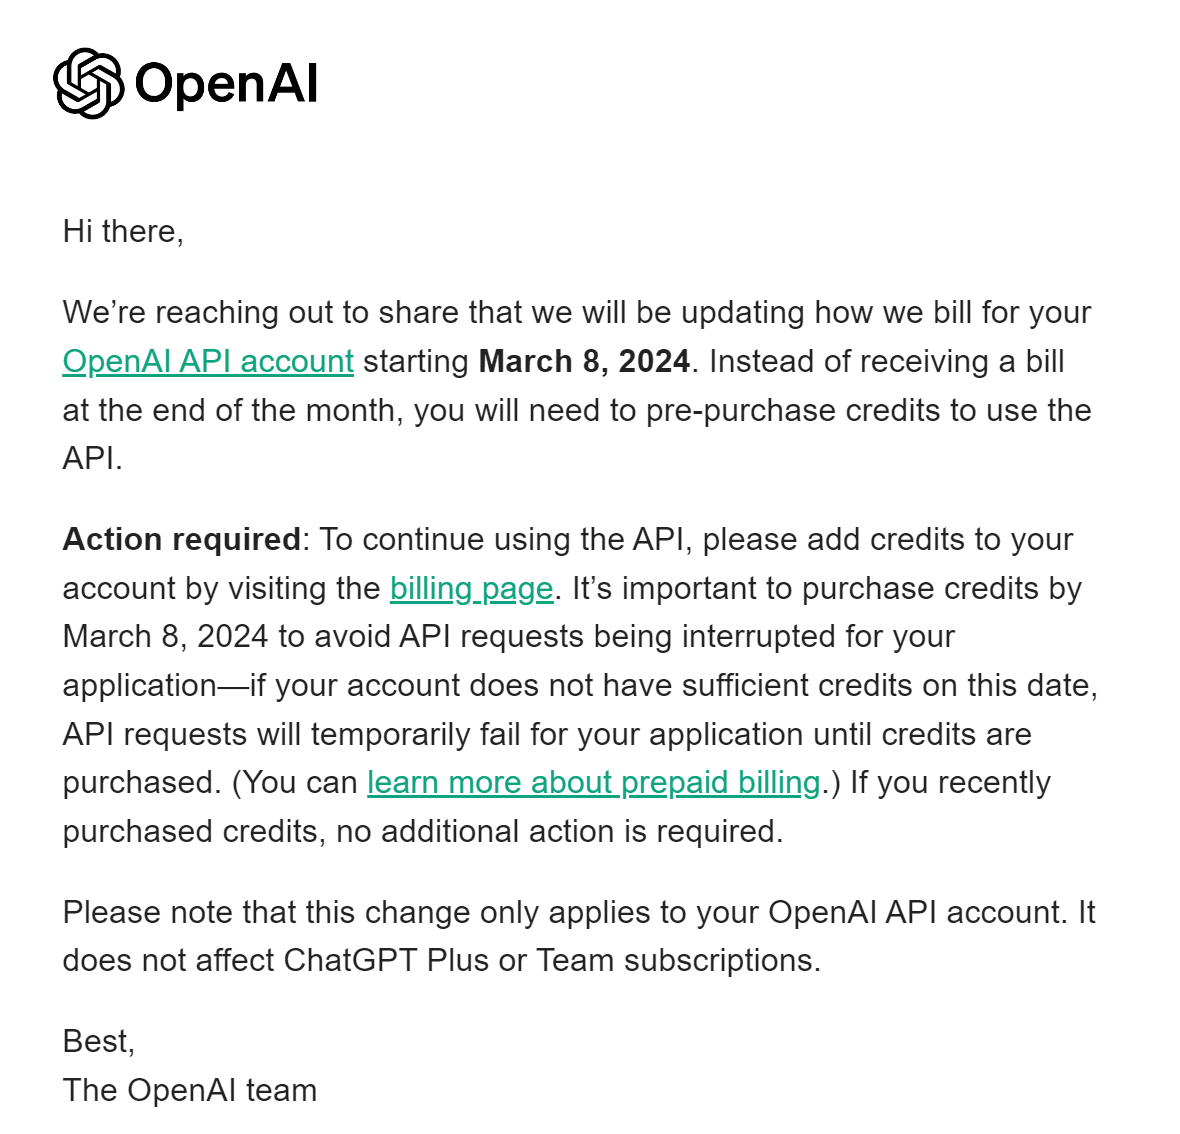 OpenAI
Hi there,
We’re reaching out to share that we will be updating how we bill for your
OpenAI API account starting March 8, 2024. Instead of receiving a bill
at the end of the month, you will need to pre-purchase credits to use the
API.
Action required: To continue using the API, please add credits to your
account by visiting the billing page. It’s important to purchase credits by
March 8, 2024 to avoid API requests being interrupted for your
application—if your account does not have sufficient credits on this date,
API requests will temporarily fail for your application until credits are
purchased. (You can learn more about prepaid billing.) If you recently
purchased credits, no additional action is required.
Please note that this change only applies to your OpenAI API account. It
does not affect ChatGPT Plus or Team subscriptions.
Best,
The OpenAI team